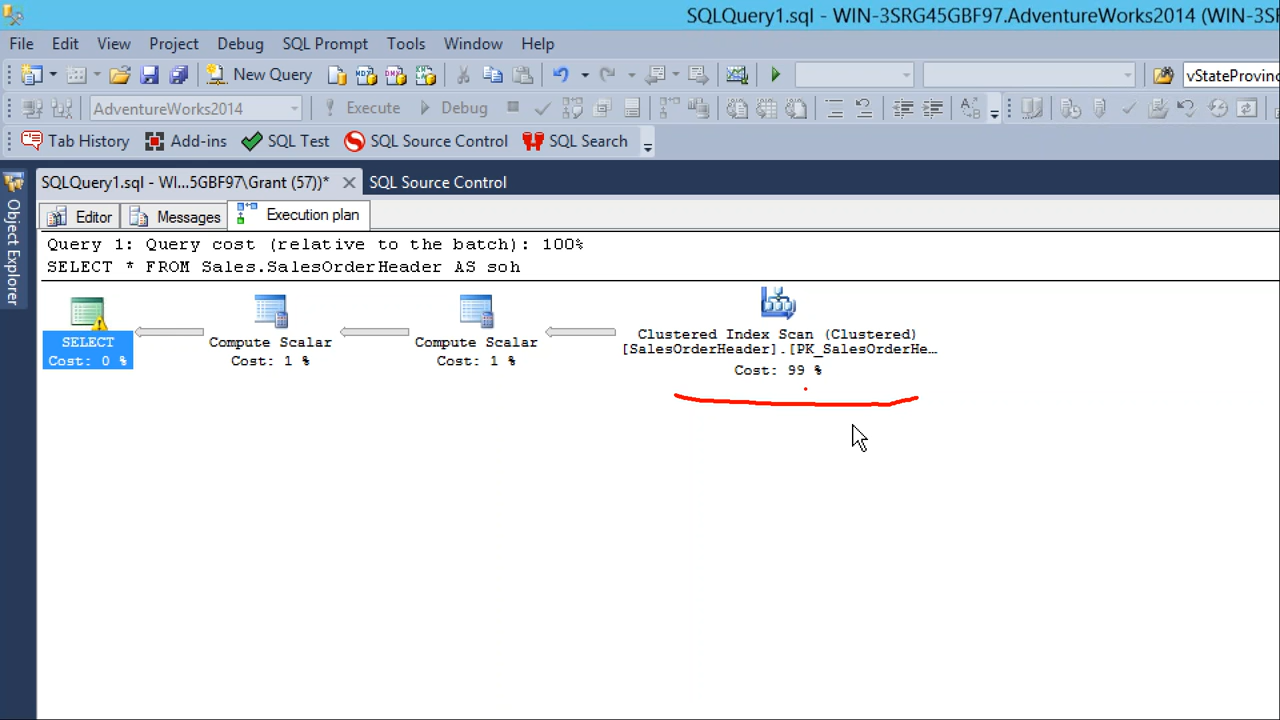 SQLQuery1.sql - WIN-3SRG45GBF97.AdventureWorks2014 (WIN-3S
File Edit View Project Debug SQL Prompt Tools Window Help
New Query vStateProvinc
AdventureWorks2014 Execute Debug
Tab History Add-ins SQL Test SQL Source Control SQL Search
SQLQuery1.sql - WI...5GBF97\Grant (57))* SQL Source Control
Object Explorer
Editor Messages Execution plan
Query 1: Query cost (relative to the batch): 100%
SELECT * FROM Sales.SalesOrderHeader AS soh
SELECT
Cost: 0 %
Compute Scalar
Cost: 1 %
Compute Scalar
Cost: 1 %
Clustered Index Scan (Clustered)
[SalesOrderHeader].[PK_SalesOrderHe…
Cost: 99 %